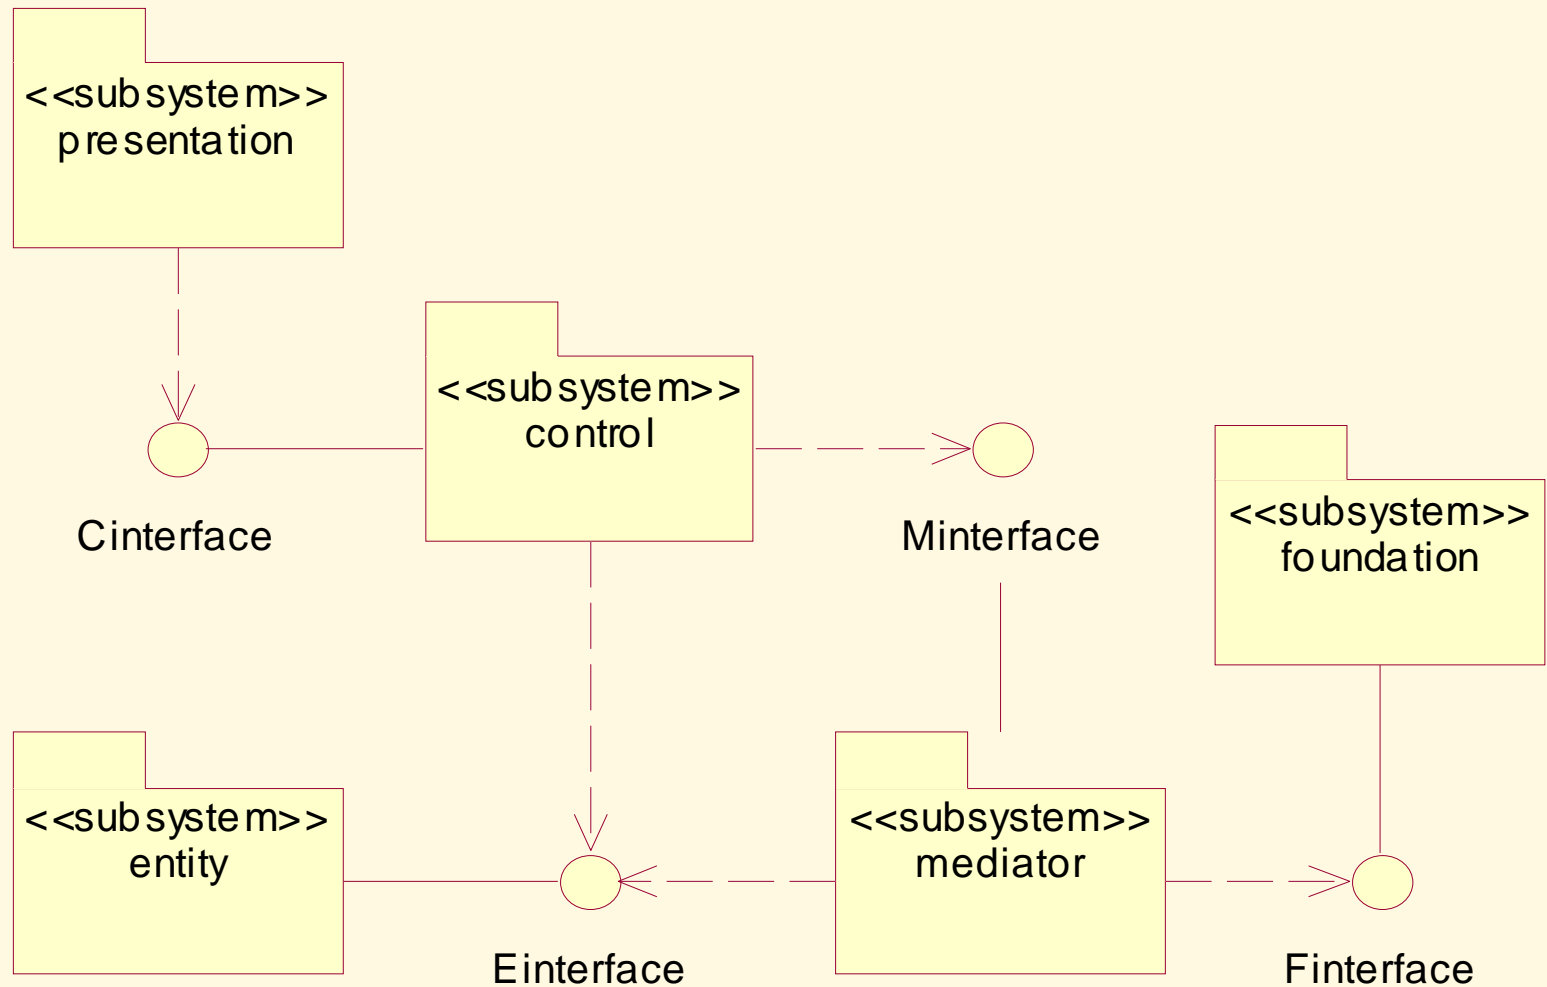 <<subsystem>>
presentation
<<subsystem>>
control
Cinterface
Minterface
<<subsystem>>
foundation
<<subsystem>>
entity
<<subsystem>>
mediator
Einterface
Finterface